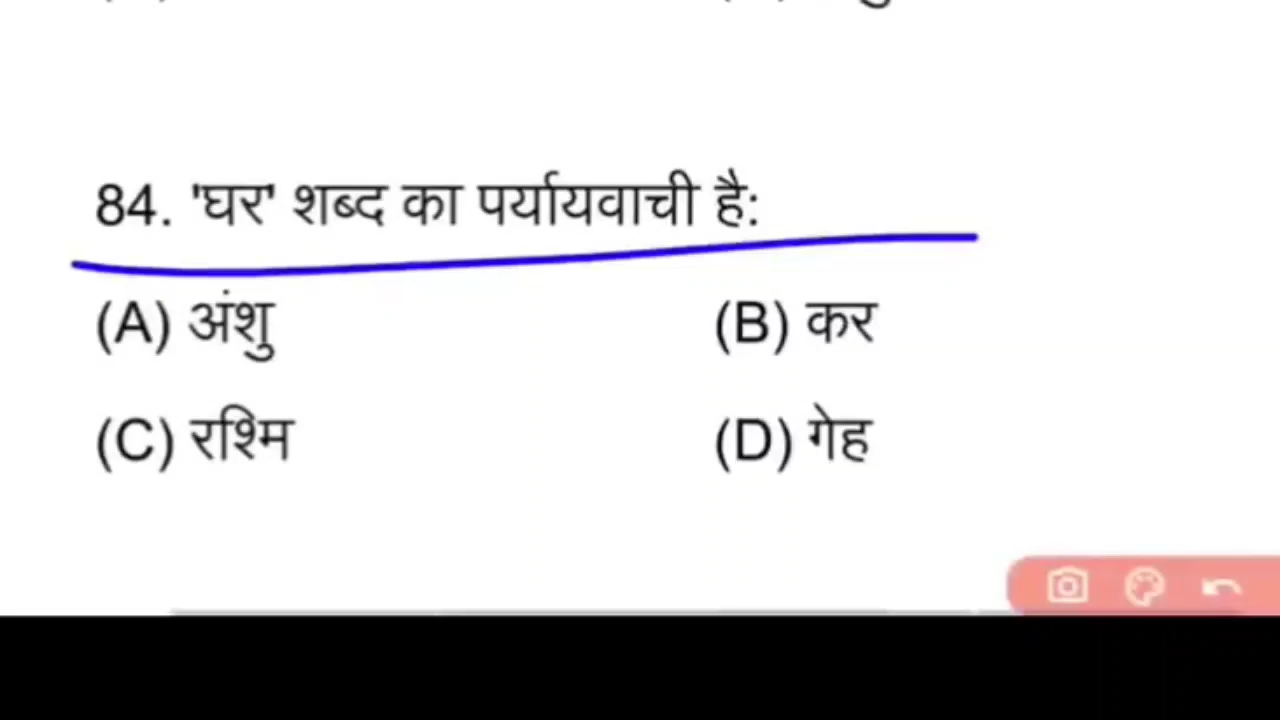 84. 'घर' शब्द का पर्यायवाची है:
(A) अंशु (B) कर
(C) रश्मि (D) गेह